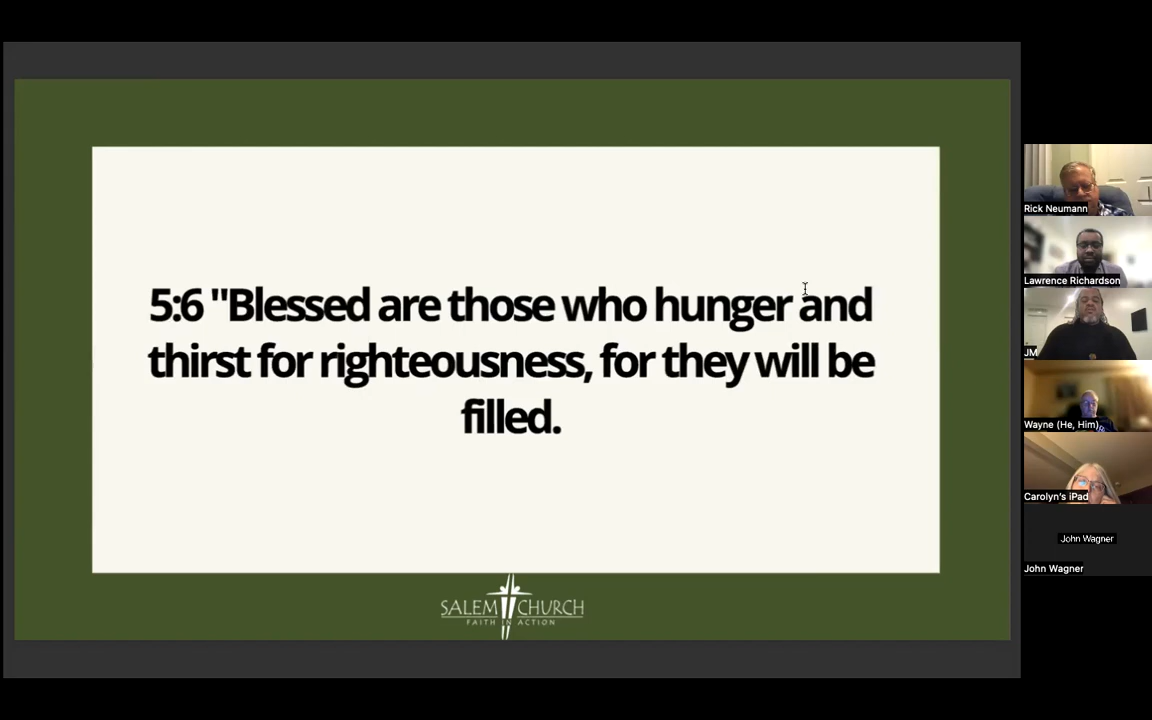 5:6 "Blessed are those who hunger and
thirst for righteousness, for they will be
filled.
SALEM CHURCH
FAITH IN ACTION
Rick Neumann
Lawrence Richardson
JM
Wayne (He, Him)
Carolyn's iPad
John Wagner
John Wagner